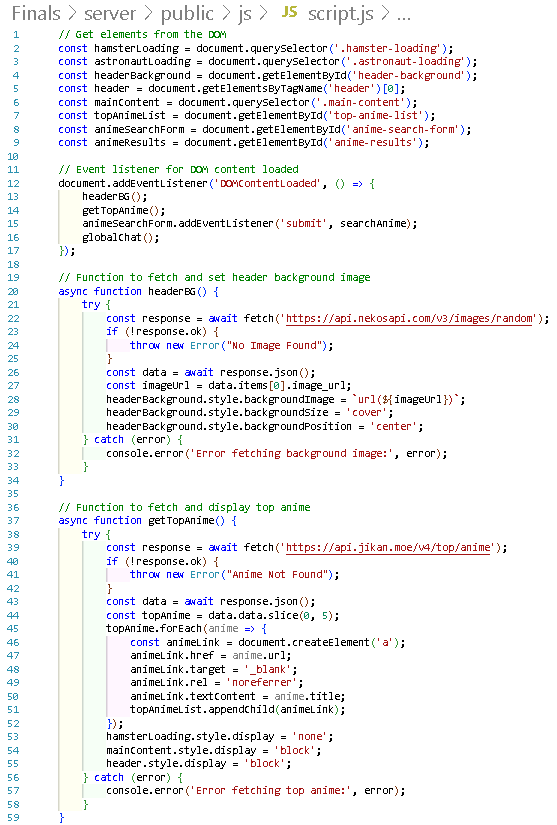 Finals > server > public > js > JS script.js > ...
1 // Get elements from the DOM
2 const hamsterLoading = document.querySelector('.hamster-loading');
3 const astronautLoading = document.querySelector('.astronaut-loading');
4 const headerBackground = document.getElementById('header-background');
5 const header = document.getElementsByTagName('header')[0];
6 const mainContent = document.querySelector('.main-content');
7 const topAnimeList = document.getElementById('top-anime-list');
8 const animeSearchForm = document.getElementById('anime-search-form');
9 const animeResults = document.getElementById('anime-results');
10
11 // Event listener for DOM content loaded
12 document.addEventListener('DOMContentLoaded', () => {
13 headerBG();
14 getTopAnime();
15 animeSearchForm.addEventListener('submit', searchAnime);
16 globalChat();
17 });
18
19 // Function to fetch and set header background image
20 async function headerBG() {
21 try {
22 const response = await fetch('https://api.nekosapi.com/v3/images/random');
23 if (!response.ok) {
24 throw new Error("No Image Found");
25 }
26 const data = await response.json();
27 const imageUrl = data.items[0].image_url;
28 headerBackground.style.backgroundImage = `url(${imageUrl})`;
29 headerBackground.style.backgroundSize = 'cover';
30 headerBackground.style.backgroundPosition = 'center';
31 } catch (error) {
32 console.error('Error fetching background image:', error);
33 }
34 }
35
36 // Function to fetch and display top anime
37 async function getTopAnime() {
38 try {
39 const response = await fetch('https://api.jikan.moe/v4/top/anime');
40 if (!response.ok) {
41 throw new Error("Anime Not Found");
42 }
43 const data = await response.json();
44 const topAnime = data.data.slice(0, 5);
45 topAnime.forEach(anime => {
46 const animeLink = document.createElement('a');
47 animeLink.href = anime.url;
48 animeLink.target = '_blank';
49 animeLink.rel = 'noreferrer';
50 animeLink.textContent = anime.title;
51 topAnimeList.appendChild(animeLink);
52 });
53 hamsterLoading.style.display = 'none';
54 mainContent.style.display = 'block';
55 header.style.display = 'block';
56 } catch (error) {
57 console.error('Error fetching top anime:', error);
58 }
59 }